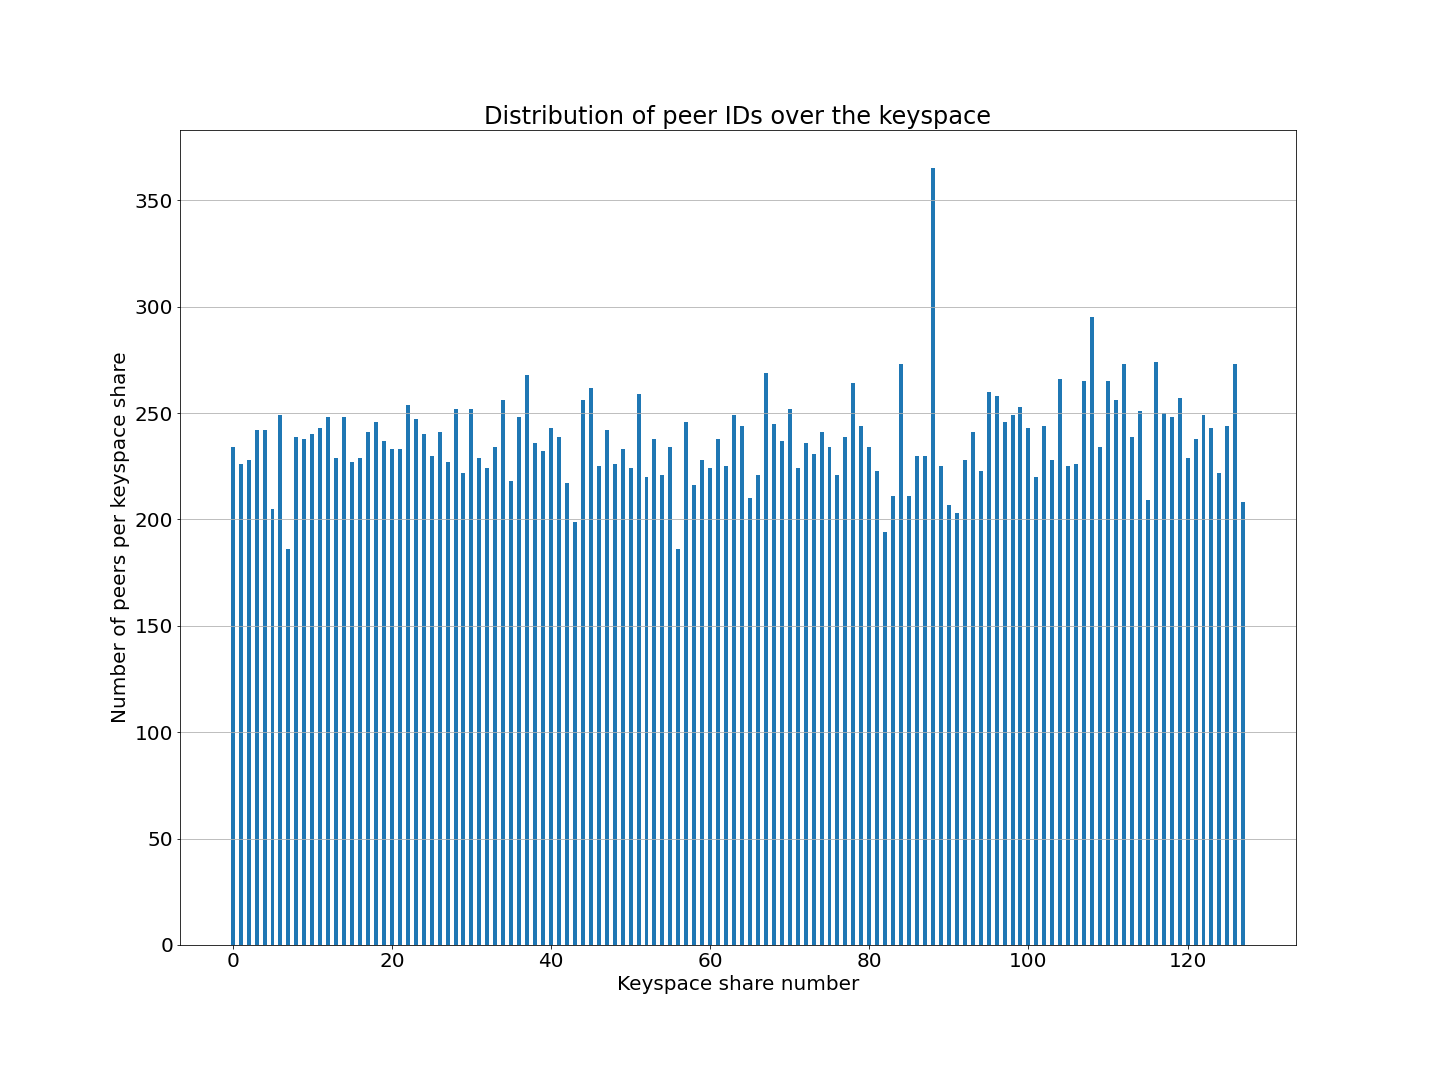 Distribution of peer IDs over the keyspace
350
300
250
200
150
100
50
0
Number of peers per keyspace share
0 20 40 60 80 100 120
Keyspace share number